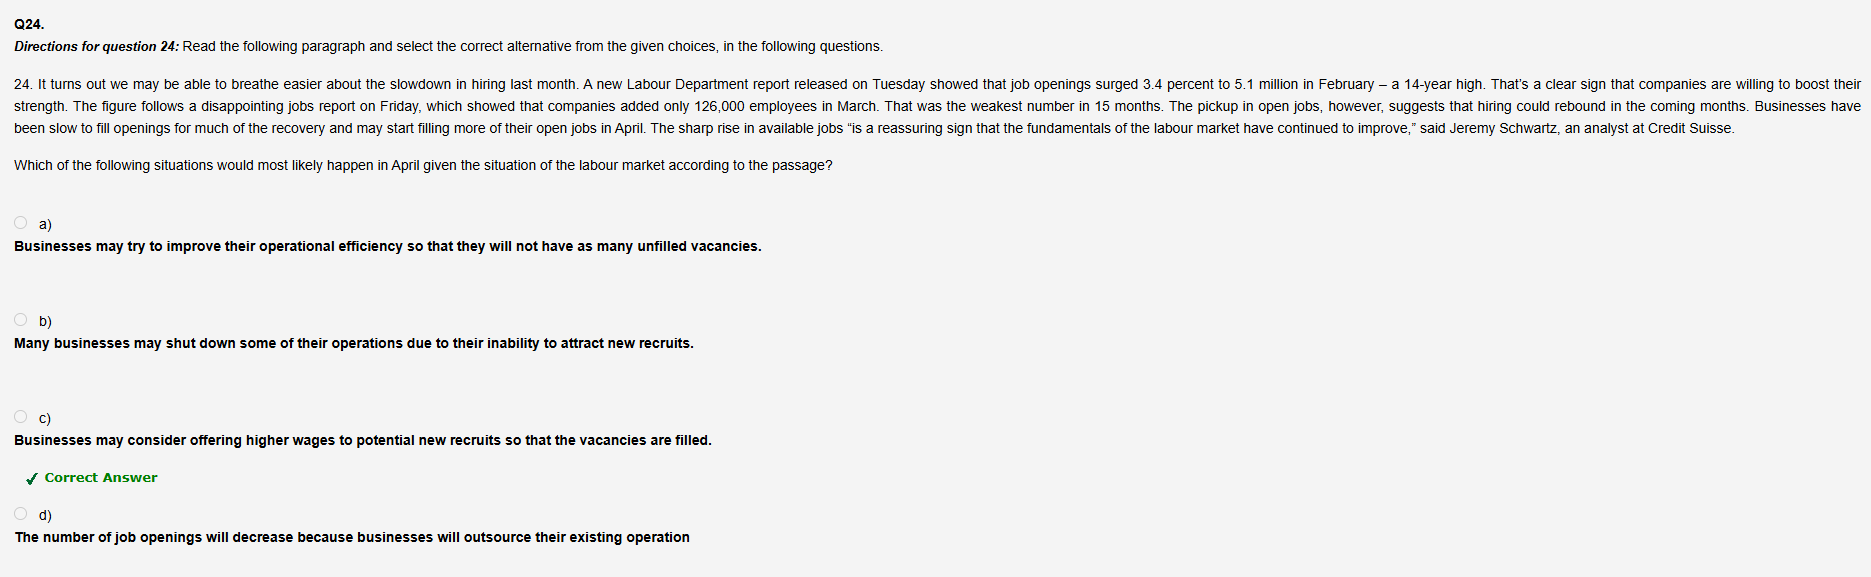 Q24.
Directions for question 24: Read the following paragraph and select the correct alternative from the given choices, in the following questions.
24. It turns out we may be able to breathe easier about the slowdown in hiring last month. A new Labour Department report released on Tuesday showed that job openings surged 3.4 percent to 5.1 million in February – a 14-year high. That's a clear sign that companies are willing to boost their
strength. The figure follows a disappointing jobs report on Friday, which showed that companies added only 126,000 employees in March. That was the weakest number in 15 months. The pickup in open jobs, however, suggests that hiring could rebound in the coming months. Businesses have
been slow to fill openings for much of the recovery and may start filling more of their open jobs in April. The sharp rise in available jobs “is a reassuring sign that the fundamentals of the labour market have continued to improve,” said Jeremy Schwartz, an analyst at Credit Suisse.
Which of the following situations would most likely happen in April given the situation of the labour market according to the passage?
a)
Businesses may try to improve their operational efficiency so that they will not have as many unfilled vacancies.
b)
Many businesses may shut down some of their operations due to their inability to attract new recruits.
c)
Businesses may consider offering higher wages to potential new recruits so that the vacancies are filled.
✓ Correct Answer
d)
The number of job openings will decrease because businesses will outsource their existing operation